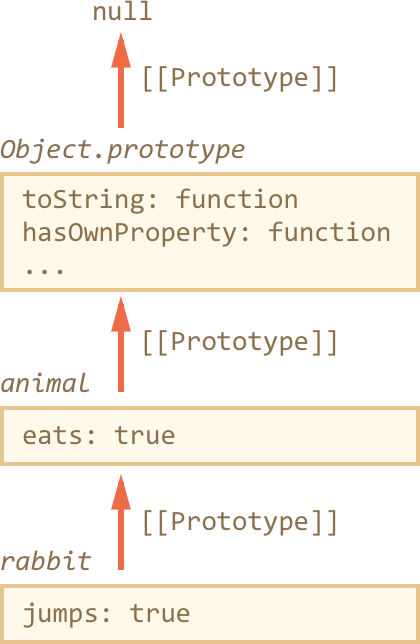 null
[[Prototype]]
Object.prototype
toString: function
hasOwnProperty: function
...
[[Prototype]]
animal
eats: true
[[Prototype]]
rabbit
jumps: true